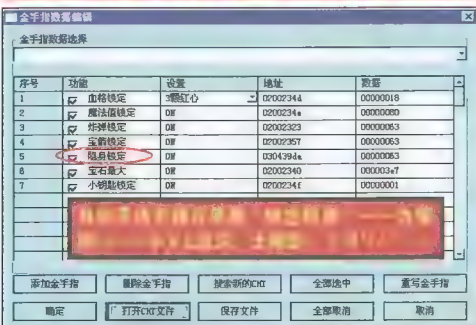 金手指数据编辑
金手指数据选择
序号 功能 设置 地址 数据
1 血格锁定 3颗红心 0200234d 00000018
2 魔法值锁定 ON 0200234e 00000080
3 炸弹锁定 ON 02002323 00000063
4 宝箭锁定 ON 02002357 00000063
5 隐身锁定 ON 030439da 00000063
6 宝石最大 ON 02002340 000003e7
7 小钥匙锁定 ON 0200234f 00000001
添加金手指 删除金手指 搜索新的CHT 全部选中 重写金手指
确定 打开CHT文件 保存文件 全部取消 取消